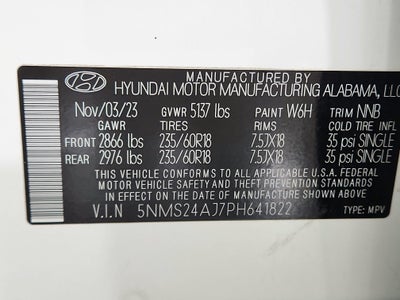 MANUFACTURED BY
HYUNDAI MOTOR MANUFACTURING ALABAMA, LLC
Nov/03/23 GVWR 5137 lbs PAINT W6H TRIM NNB
GAWR TIRES RIMS COLD TIRE INFL
FRONT 2866 lbs 235/60R18 7.5JX18 35 psi SINGLE
REAR 2976 lbs 235/60R18 7.5JX18 35 psi SINGLE
THIS VEHICLE CONFORMS TO ALL APPLICABLE U.S.A FEDERAL
MOTOR VEHICLE SAFETY AND THEFT PREVENTION STANDARDS
IN EFFECT ON THE DATE OF MANUFACTURE SHOWN ABOVE.
V.I.N 5NMS24AJ7PH641822 TYPE: MPV